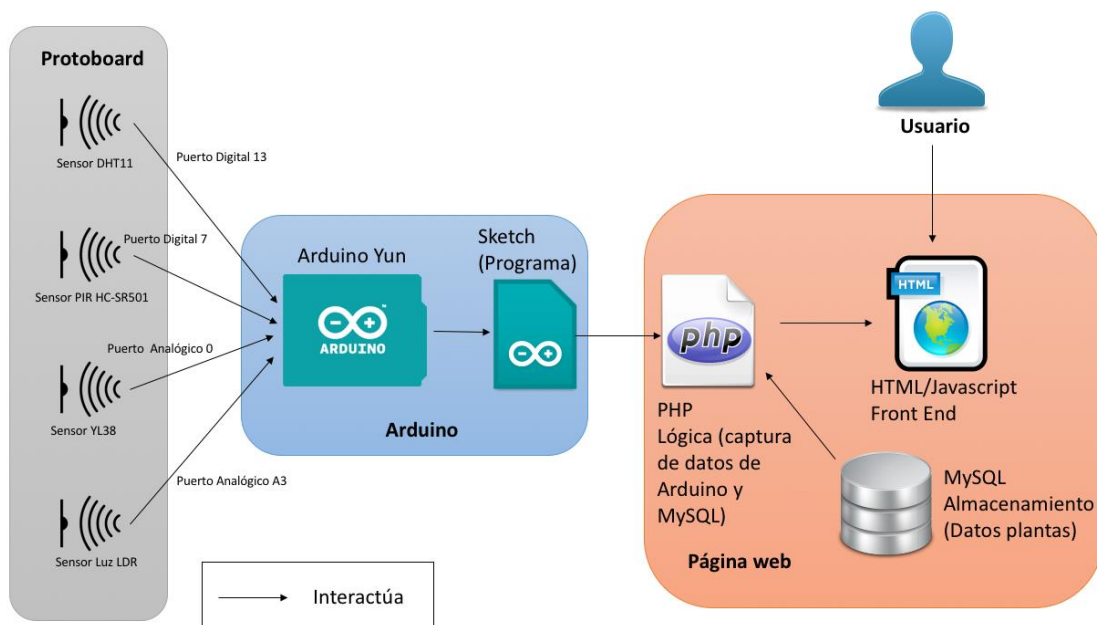 Protoboard
Sensor DHT11
Puerto Digital 13
Sensor PIR HC-SR501
Puerto Digital 7
Sensor YL38
Puerto Analógico 0
Sensor Luz LDR
Puerto Analógico A3
Arduino Yun
ARDUINO
TM
Sketch
(Programa)
Arduino
Usuario
php
PHP
Lógica (captura
de datos de
Arduino y
MySQL)
HTML
HTML/Javascript
Front End
MySQL
Almacenamiento
(Datos plantas)
Página web
Interactúa